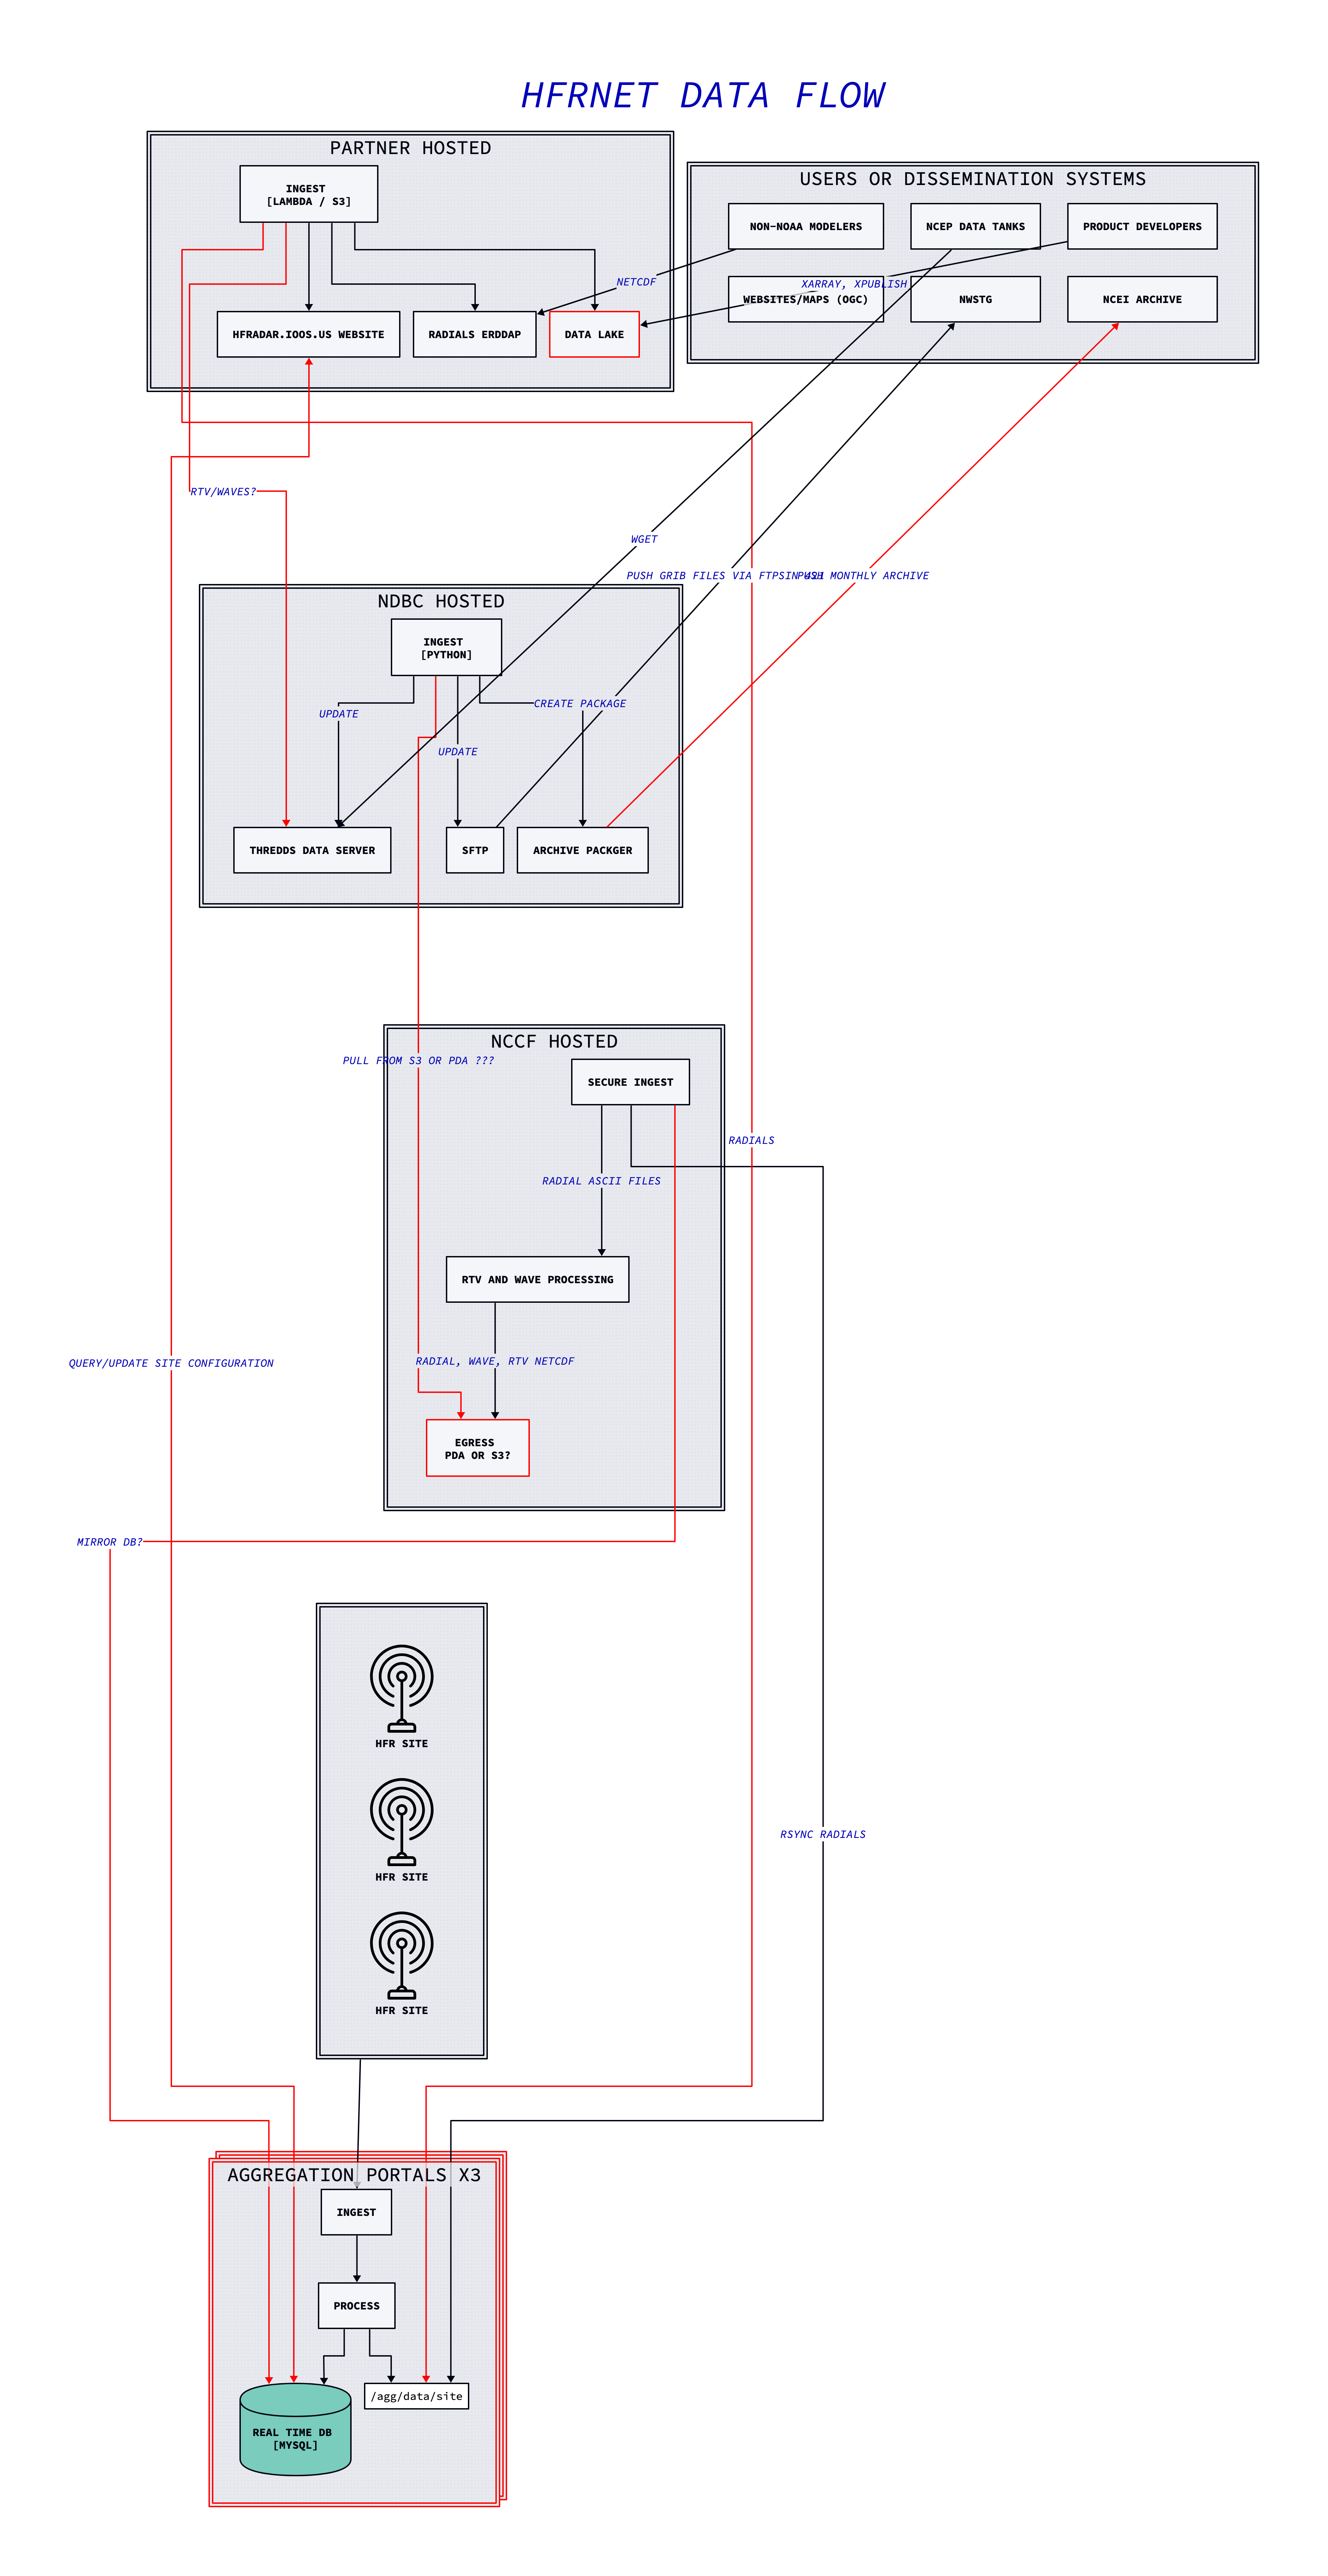 HFRNET DATA FLOW
PARTNER HOSTED
INGEST
[LAMBDA / S3]
HFRADAR.IOOS.US WEBSITE
RADIALS ERDDAP
DATA LAKE
USERS OR DISSEMINATION SYSTEMS
NON-NOAA MODELERS
NCEP DATA TANKS
PRODUCT DEVELOPERS
WEBSITES/MAPS (OGC)
NWSTG
NCEI ARCHIVE
NETCDF
XARRAY, XPUBLISH
RTV/WAVES?
WGET
PUSH GRIB FILES VIA FTPSIN-421
PUSH MONTHLY ARCHIVE
NDBC HOSTED
INGEST
[PYTHON]
UPDATE
CREATE PACKAGE
UPDATE
THREDDS DATA SERVER
SFTP
ARCHIVE PACKGER
NCCF HOSTED
PULL FROM S3 OR PDA ???
SECURE INGEST
RADIALS
RADIAL ASCII FILES
RTV AND WAVE PROCESSING
RADIAL, WAVE, RTV NETCDF
QUERY/UPDATE SITE CONFIGURATION
EGRESS
PDA OR S3?
MIRROR DB?
HFR SITE
HFR SITE
HFR SITE
RSYNC RADIALS
AGGREGATION PORTALS X3
INGEST
PROCESS
/agg/data/site
REAL TIME DB
[MYSQL]